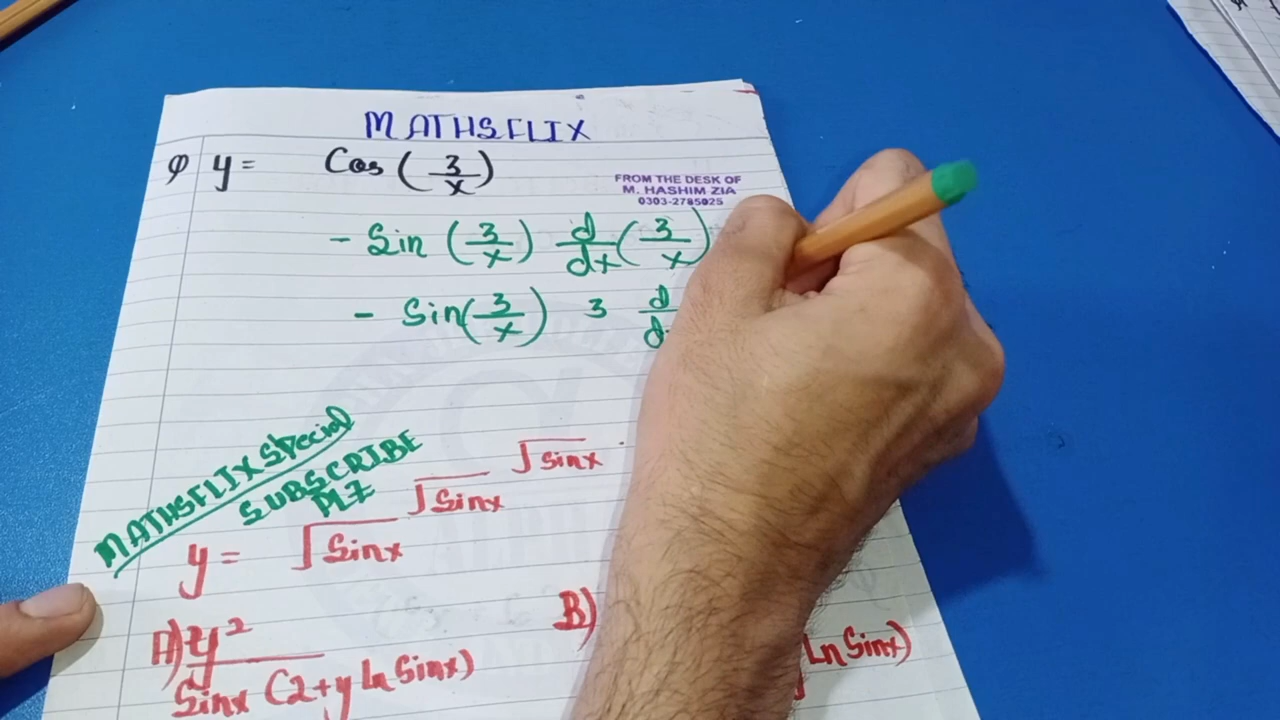 MATHSFLIX
φ y = Cos (3/x)
FROM THE DESK OF
M. HASHIM ZIA
0303-2785025
- Sin (3/x) d/dx (3/x)
- Sin(3/x) 3 d
MATHSFLIX Special
SUBSCRIBE
MZ
y = √Sinx √Sinx √Sinx
A) y²
Sinx (2+y ln Sinx)
B)
Ln Sinx)